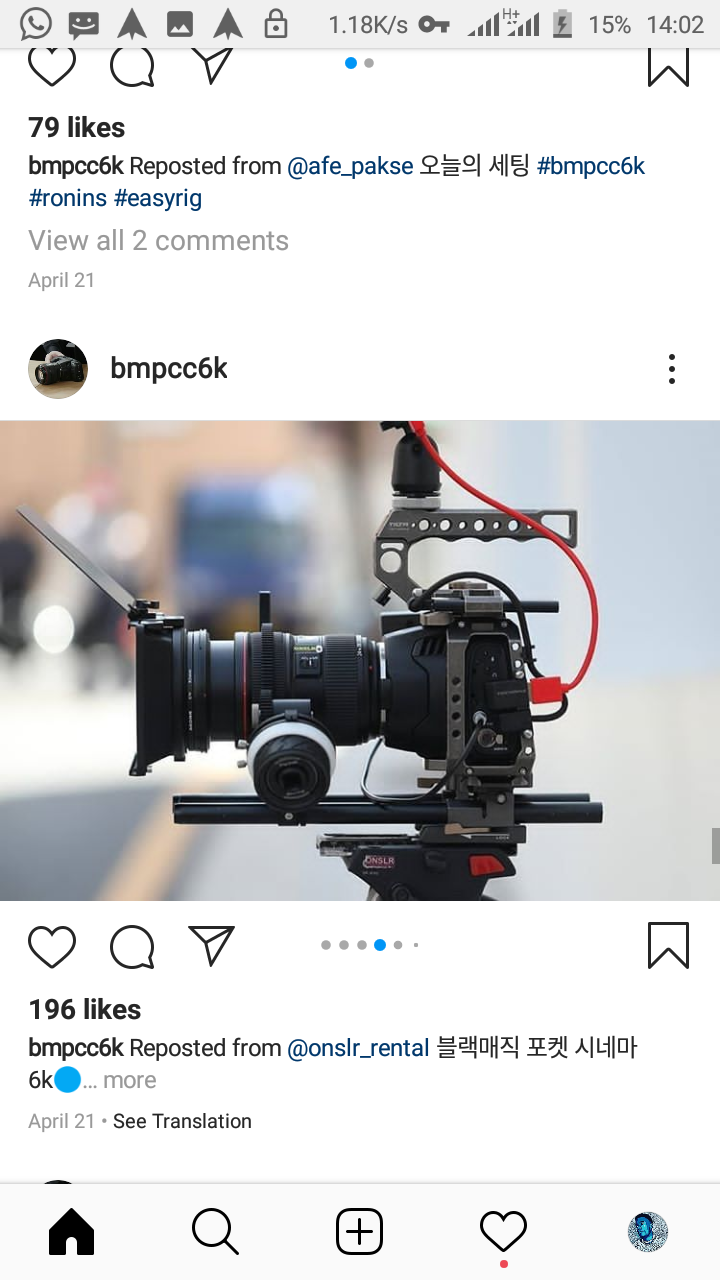 1.18K/s H+ 15% 14:02
79 likes
bmpcc6k Reposted from @afe_pakse 오늘의 세팅 #bmpcc6k
#ronins #easyrig
View all 2 comments
April 21
bmpcc6k
TILTA
ONSLR
LOCK
196 likes
bmpcc6k Reposted from @onslr_rental 블랙매직 포켓 시네마
6k🔵... more
April 21 • See Translation